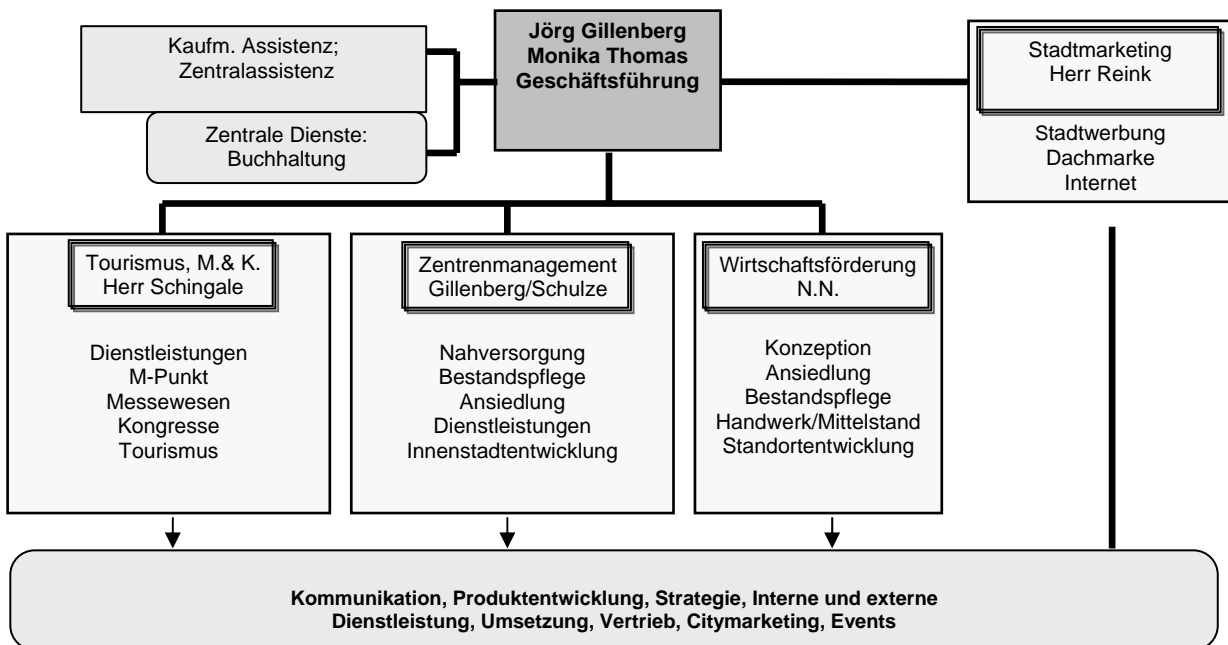 Kaufm. Assistenz;
Zentralassistenz
Zentrale Dienste:
Buchhaltung
Jörg Gillenberg
Monika Thomas
Geschäftsführung
Stadtmarketing
Herr Reink
Stadtwerbung
Dachmarke
Internet
Tourismus, M.& K.
Herr Schingale
Dienstleistungen
M-Punkt
Messewesen
Kongresse
Tourismus
Zentrenmanagement
Gillenberg/Schulze
Nahversorgung
Bestandspflege
Ansiedlung
Dienstleistungen
Innenstadtentwicklung
Wirtschaftsförderung
N.N.
Konzeption
Ansiedlung
Bestandspflege
Handwerk/Mittelstand
Standortentwicklung
Kommunikation, Produktentwicklung, Strategie, Interne und externe
Dienstleistung, Umsetzung, Vertrieb, Citymarketing, Events